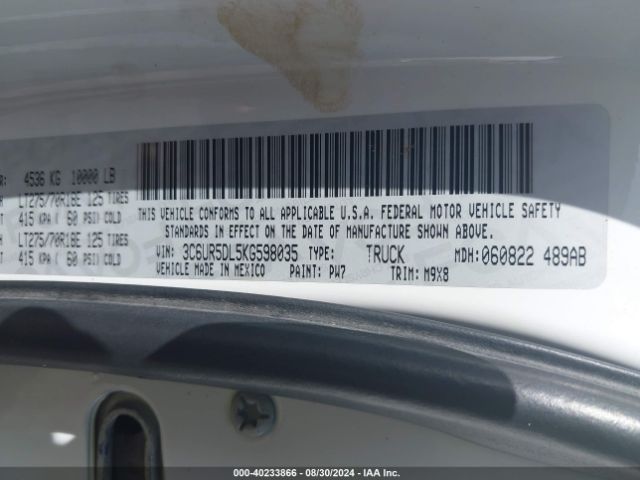 4536 KG 10000 LB
LT275/70R18E 125 TIRES
415 KPA ( 60 PSI) COLD
LT275/70R18E 125 TIRES
415 KPA ( 60 PSI) COLD
THIS VEHICLE CONFORMS TO ALL APPLICABLE U.S.A. FEDERAL MOTOR VEHICLE SAFETY
STANDARDS IN EFFECT ON THE DATE OF MANUFACTURE SHOWN ABOVE.
VIN: 3C6UR5DL5KG598035 TYPE: TRUCK MDH: 060822 489AB
MADE IN MEXICO PAINT: PW7 TRIM: M9X8
000-40233866 - 08/30/2024 - IAA Inc.